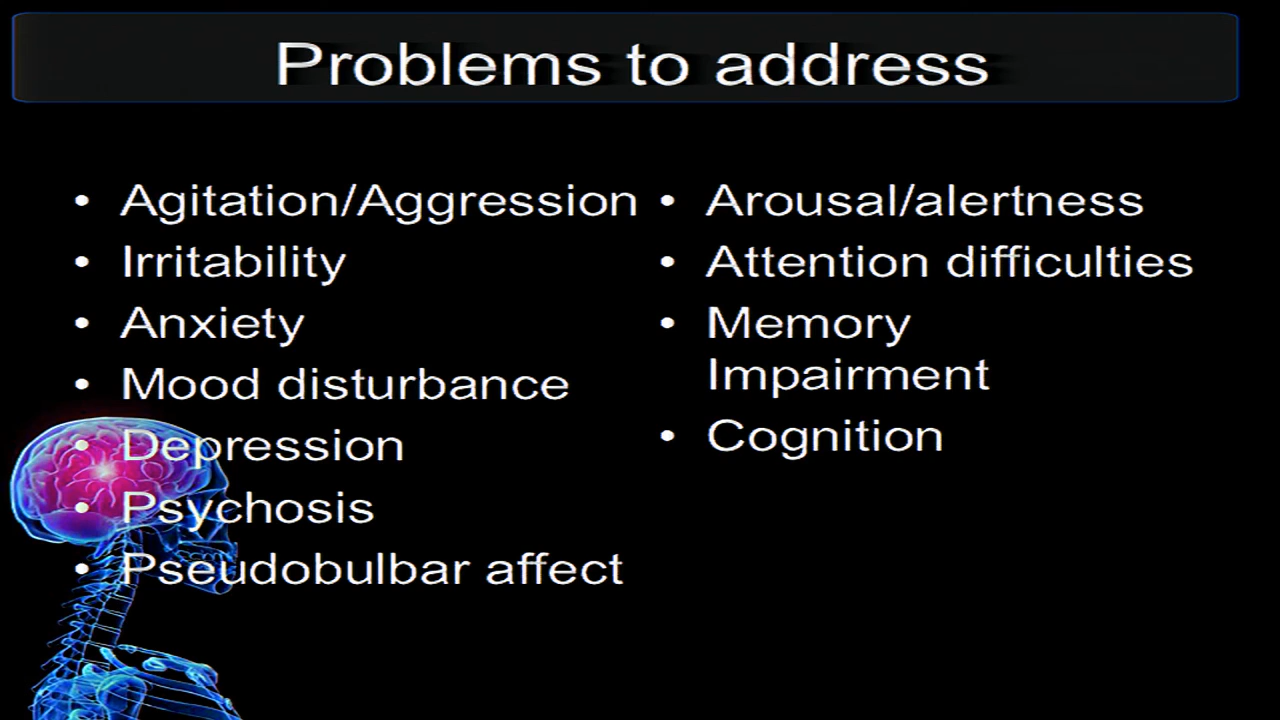 Problems to address
• Agitation/Aggression
• Irritability
• Anxiety
• Mood disturbance
• Depression
• Psychosis
• Pseudobulbar affect
• Arousal/alertness
• Attention difficulties
• Memory
Impairment
• Cognition